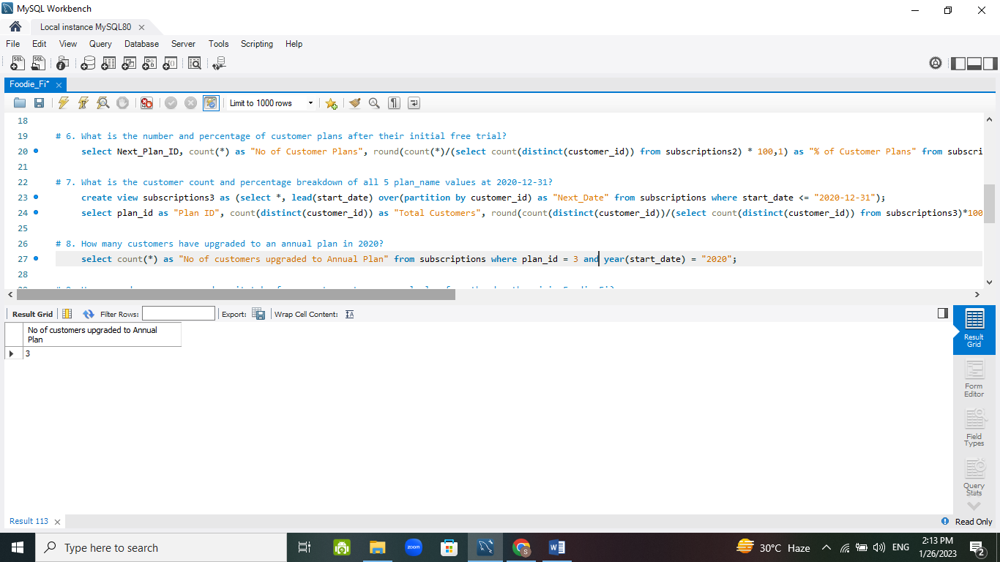 MySQL Workbench
Local instance MySQL80
File Edit View Query Database Server Tools Scripting Help
Foodie_Fi*
Limit to 1000 rows
18
19 # 6. What is the number and percentage of customer plans after their initial free trial?
20 select Next_Plan_ID, count(*) as "No of Customer Plans", round(count(*)/(select count(distinct(customer_id)) from subscriptions2) * 100,1) as "% of Customer Plans" from subscri
21
22 # 7. What is the customer count and percentage breakdown of all 5 plan_name values at 2020-12-31?
23 create view subscriptions3 as (select *, lead(start_date) over(partition by customer_id) as "Next_Date" from subscriptions where start_date <= "2020-12-31");
24 select plan_id as "Plan ID", count(distinct(customer_id)) as "Total Customers", round(count(distinct(customer_id))/(select count(distinct(customer_id)) from subscriptions3)*100
25
26 # 8. How many customers have upgraded to an annual plan in 2020?
27 select count(*) as "No of customers upgraded to Annual Plan" from subscriptions where plan_id = 3 and year(start_date) = "2020";
28
Result Grid Filter Rows: Export: Wrap Cell Content:
No of customers upgraded to Annual
Plan
3
Result
Grid
Form
Editor
Field
Types
Query
Stats
Result 113
Read Only
Type here to search
zoom
S
30°C Haze
ENG
2:13 PM
1/26/2023
2